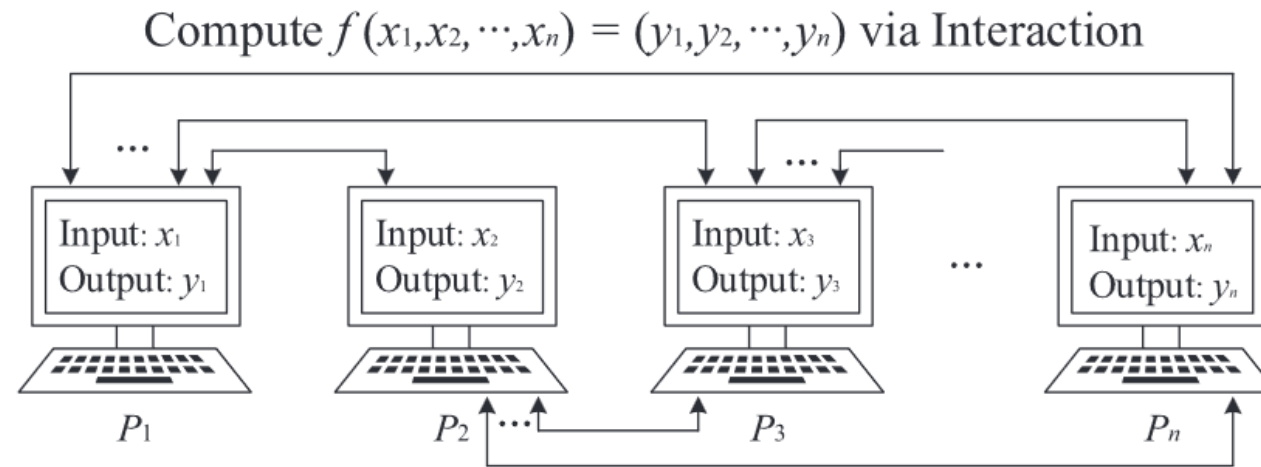 Compute f (x1,x2,···,xn) = (y1,y2,···,yn) via Interaction
...
...
Input: x1
Output: y1
Input: x2
Output: y2
Input: x3
Output: y3
...
Input: xn
Output: yn
P1
P2
...
P3
Pn